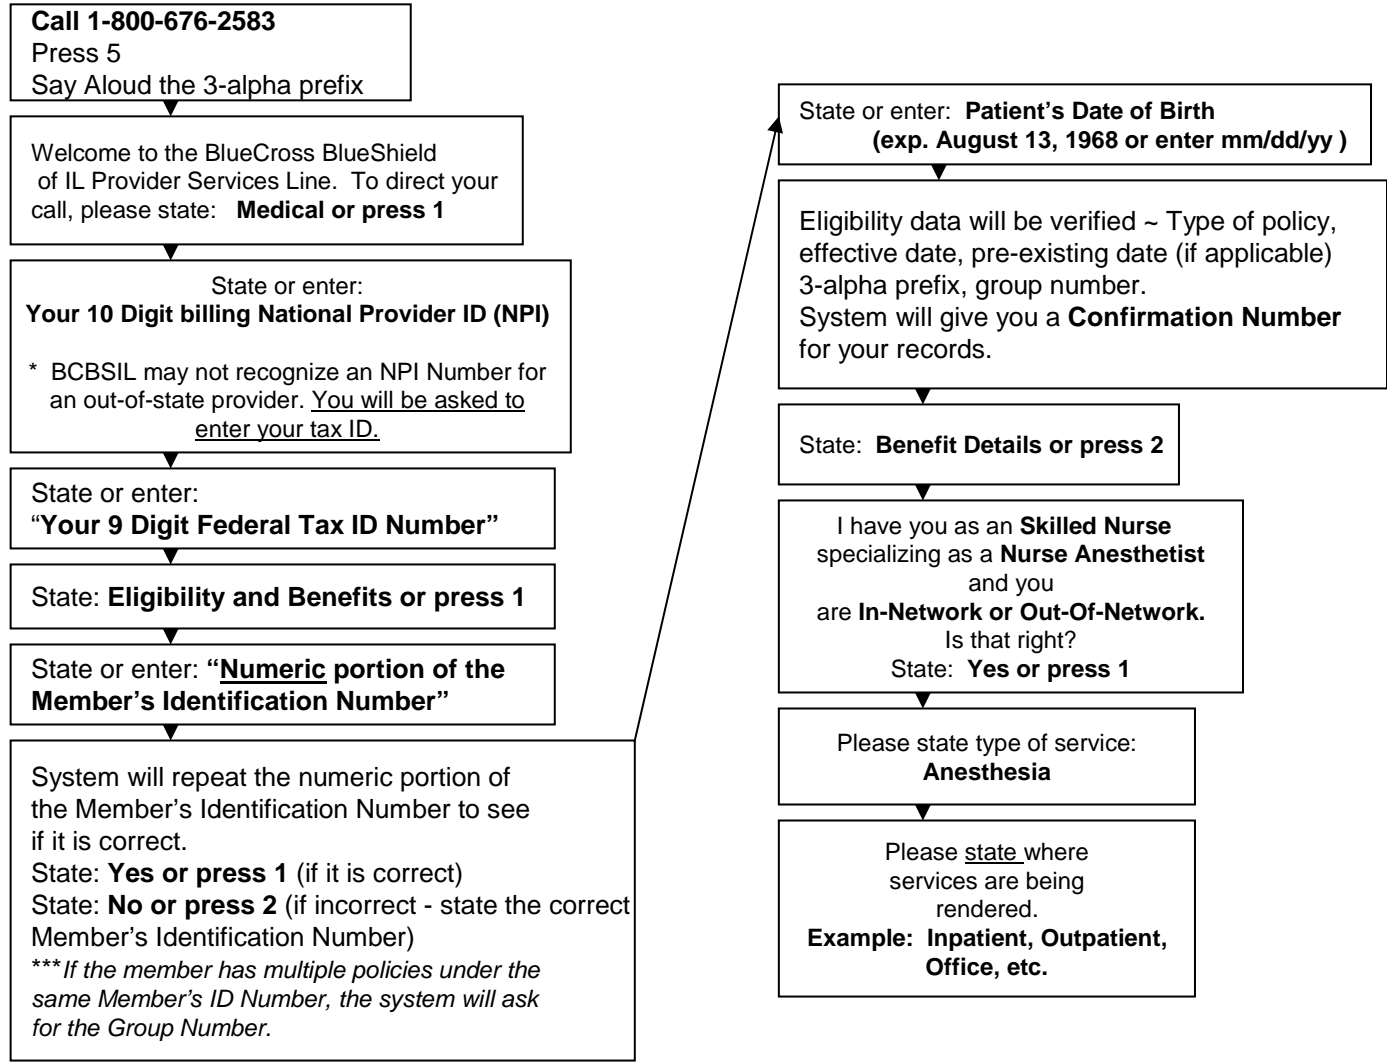 Call 1-800-676-2583
Press 5
Say Aloud the 3-alpha prefix
Welcome to the BlueCross BlueShield
of IL Provider Services Line.  To direct your
call, please state:   Medical or press 1
State or enter:
Your 10 Digit billing National Provider ID (NPI)
*  BCBSIL may not recognize an NPI Number for
an out-of-state provider. You will be asked to
enter your tax ID.
State or enter:
“Your 9 Digit Federal Tax ID Number”
State: Eligibility and Benefits or press 1
State or enter: “Numeric portion of the
Member’s Identification Number”
System will repeat the numeric portion of
the Member’s Identification Number to see
if it is correct.
State: Yes or press 1 (if it is correct)
State: No or press 2 (if incorrect - state the correct
Member’s Identification Number)
***If the member has multiple policies under the
same Member’s ID Number, the system will ask
for the Group Number.
State or enter:  Patient’s Date of Birth
(exp. August 13, 1968 or enter mm/dd/yy )
Eligibility data will be verified ~ Type of policy,
effective date, pre-existing date (if applicable)
3-alpha prefix, group number.
System will give you a Confirmation Number
for your records.
State:  Benefit Details or press 2
I have you as an Skilled Nurse
specializing as a Nurse Anesthetist
and you
are In-Network or Out-Of-Network.
Is that right?
State:  Yes or press 1
Please state type of service:
Anesthesia
Please state where
services are being
rendered.
Example:  Inpatient, Outpatient,
Office, etc.